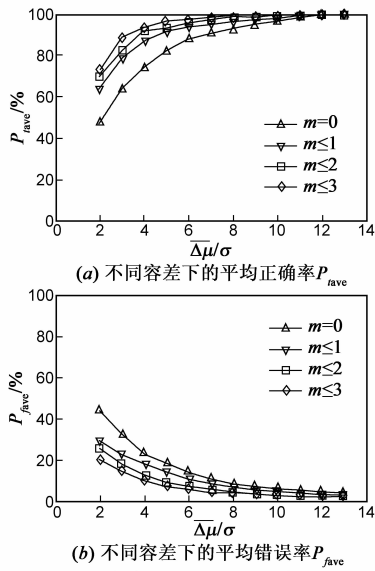 100
80
60
40
20
0
P_tave/%
m=0
m≤1
m≤2
m≤3
0 2 4 6 8 10 12 14
Δμ̅/σ
(a) 不同容差下的平均正确率P_tave
100
80
60
40
20
0
P_fave/%
m=0
m≤1
m≤2
m≤3
0 2 4 6 8 10 12 14
Δμ̅/σ
(b) 不同容差下的平均错误率P_fave